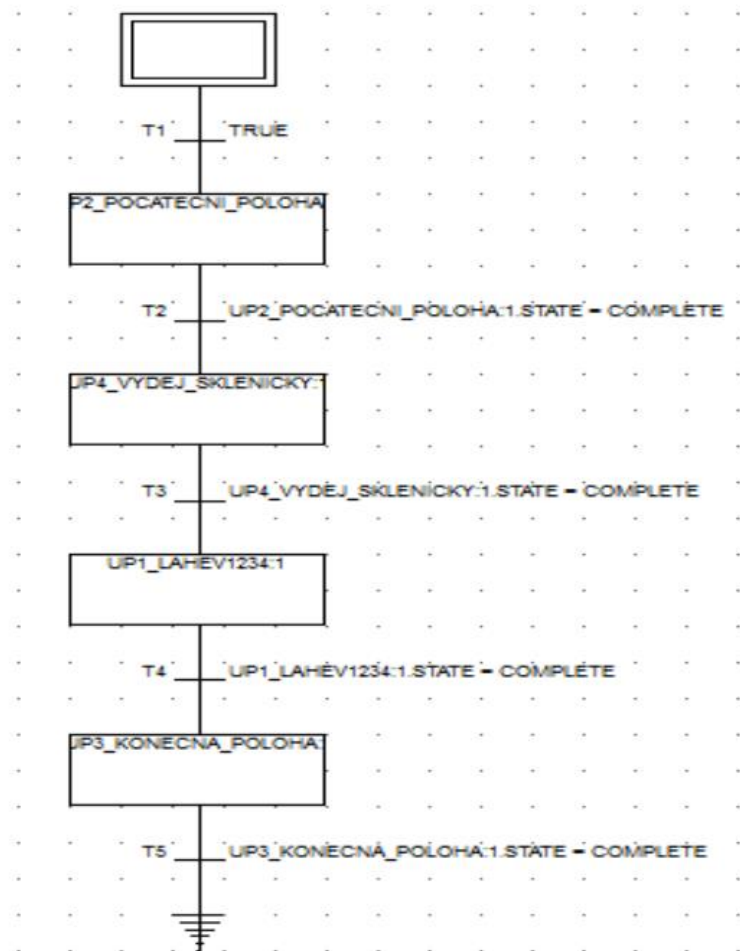 T1 TRUE
P2_POCATECNI_POLOHA
T2 UP2_POCATECNI_POLOHA:1.STATE = COMPLETE
UP4_VYDEJ_SKLENICKY:1
T3 UP4_VYDEJ_SKLENICKY:1.STATE = COMPLETE
UP1_LAHEV1234:1
T4 UP1_LAHEV1234:1.STATE = COMPLETE
UP3_KONECNA_POLOHA:
T5 UP3_KONECNA_POLOHA:1.STATE = COMPLETE